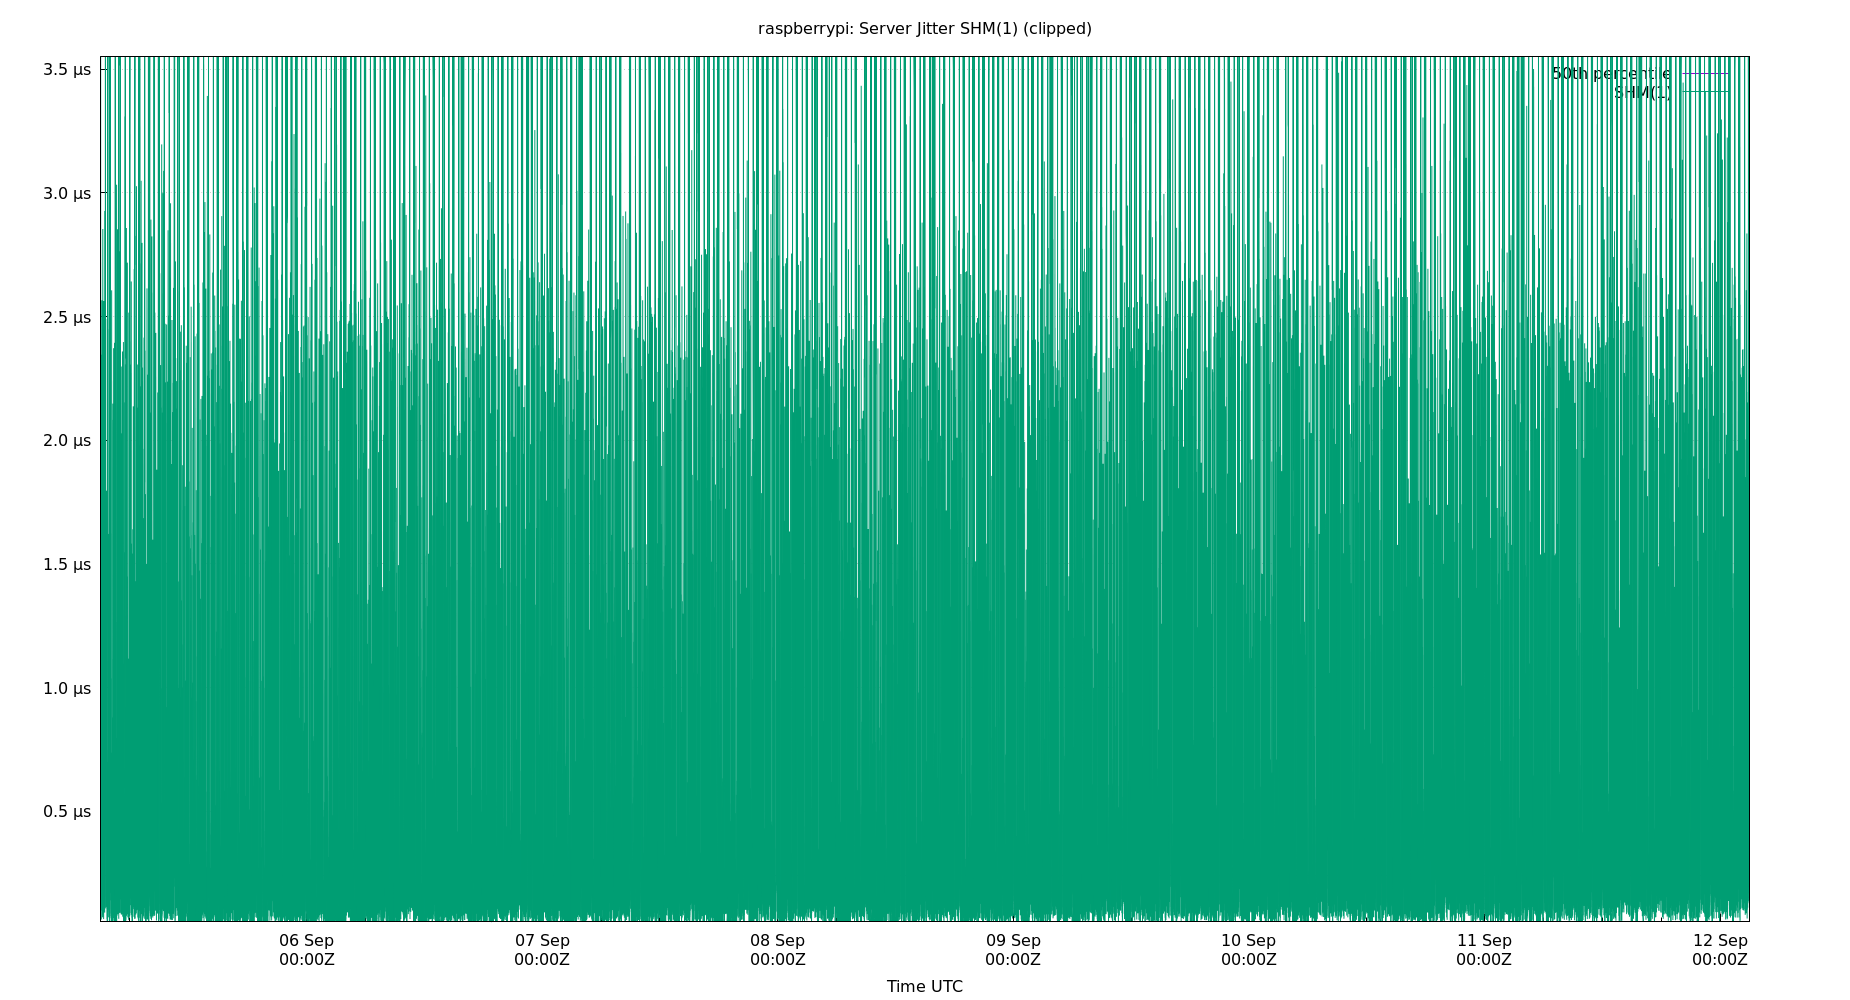 raspberrypi: Server Jitter SHM(1) (clipped)
3.5 µs
50th percentile
SHM(1)
3.0 µs
2.5 µs
2.0 µs
1.5 µs
1.0 µs
0.5 µs
06 Sep 07 Sep 08 Sep 09 Sep 10 Sep 11 Sep 12 Sep
00:00Z 00:00Z 00:00Z 00:00Z 00:00Z 00:00Z 00:00Z
Time UTC